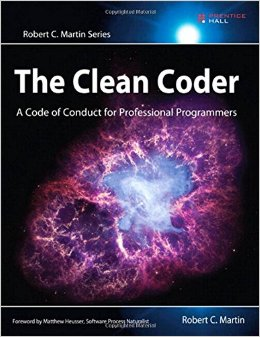 Robert C. Martin Series
PRENTICE
HALL
The Clean Coder
A Code of Conduct for Professional Programmers
Foreword by Matthew Heusser, Software Process Naturalist
Robert C. Martin